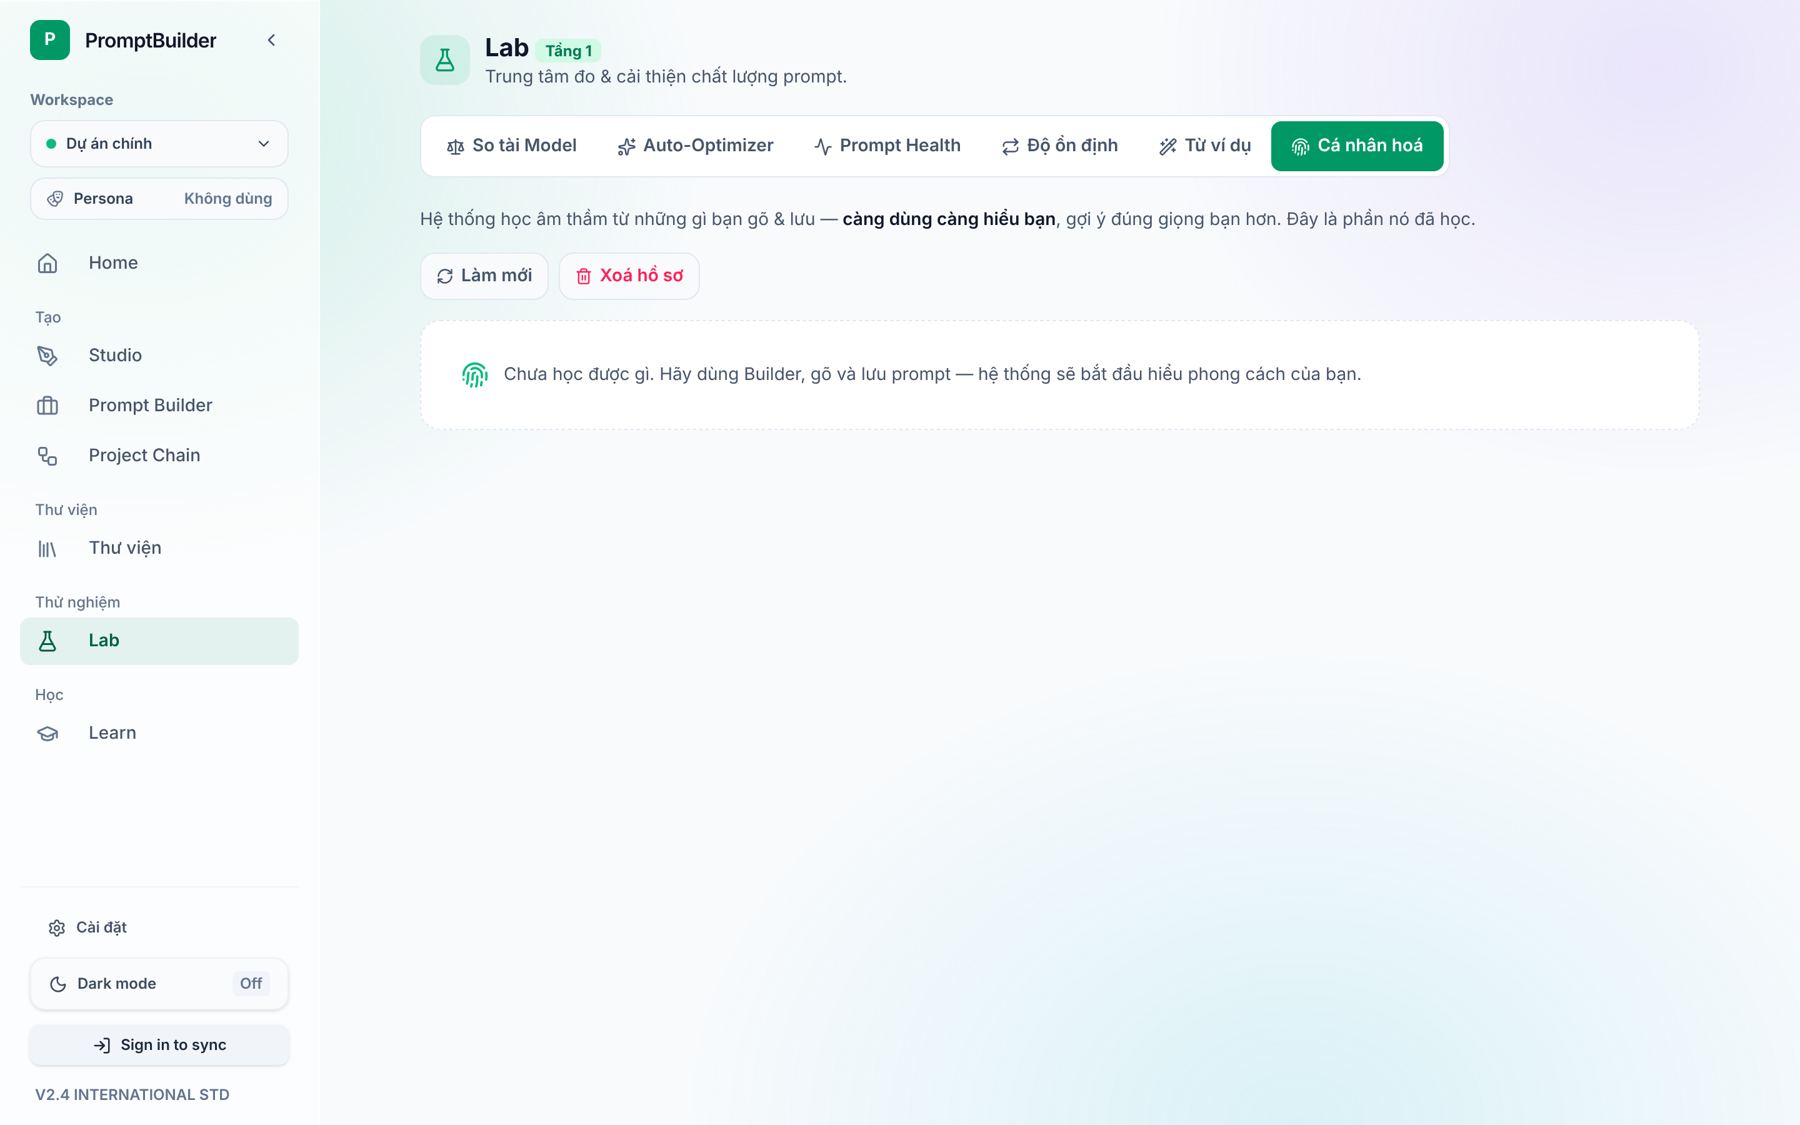 P PromptBuilder
Workspace
Dự án chính
Persona Không dùng
Home
Tạo
Studio
Prompt Builder
Project Chain
Thư viện
Thư viện
Thử nghiệm
Lab
Học
Learn
Cài đặt
Dark mode Off
Sign in to sync
V2.4 INTERNATIONAL STD
Lab Tầng 1
Trung tâm đo & cải thiện chất lượng prompt.
So tài Model Auto-Optimizer Prompt Health Độ ổn định Từ ví dụ Cá nhân hoá
Hệ thống học âm thầm từ những gì bạn gõ & lưu — càng dùng càng hiểu bạn, gợi ý đúng giọng bạn hơn. Đây là phần nó đã học.
Làm mới Xoá hồ sơ
Chưa học được gì. Hãy dùng Builder, gõ và lưu prompt — hệ thống sẽ bắt đầu hiểu phong cách của bạn.